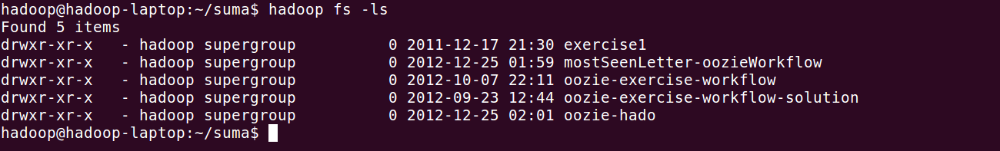 hadoop@hadoop-laptop:~/suma$ hadoop fs -ls
Found 5 items
drwxr-xr-x   - hadoop supergroup          0 2011-12-17 21:30 exercise1
drwxr-xr-x   - hadoop supergroup          0 2012-12-25 01:59 mostSeenLetter-oozieWorkflow
drwxr-xr-x   - hadoop supergroup          0 2012-10-07 22:11 oozie-exercise-workflow
drwxr-xr-x   - hadoop supergroup          0 2012-09-23 12:44 oozie-exercise-workflow-solution
drwxr-xr-x   - hadoop supergroup          0 2012-12-25 02:01 oozie-hado
hadoop@hadoop-laptop:~/suma$